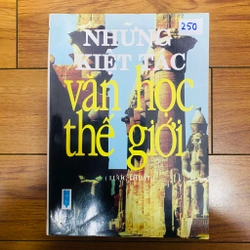 250
NHỮNG
KIỆT TÁC
văn học
thế giới